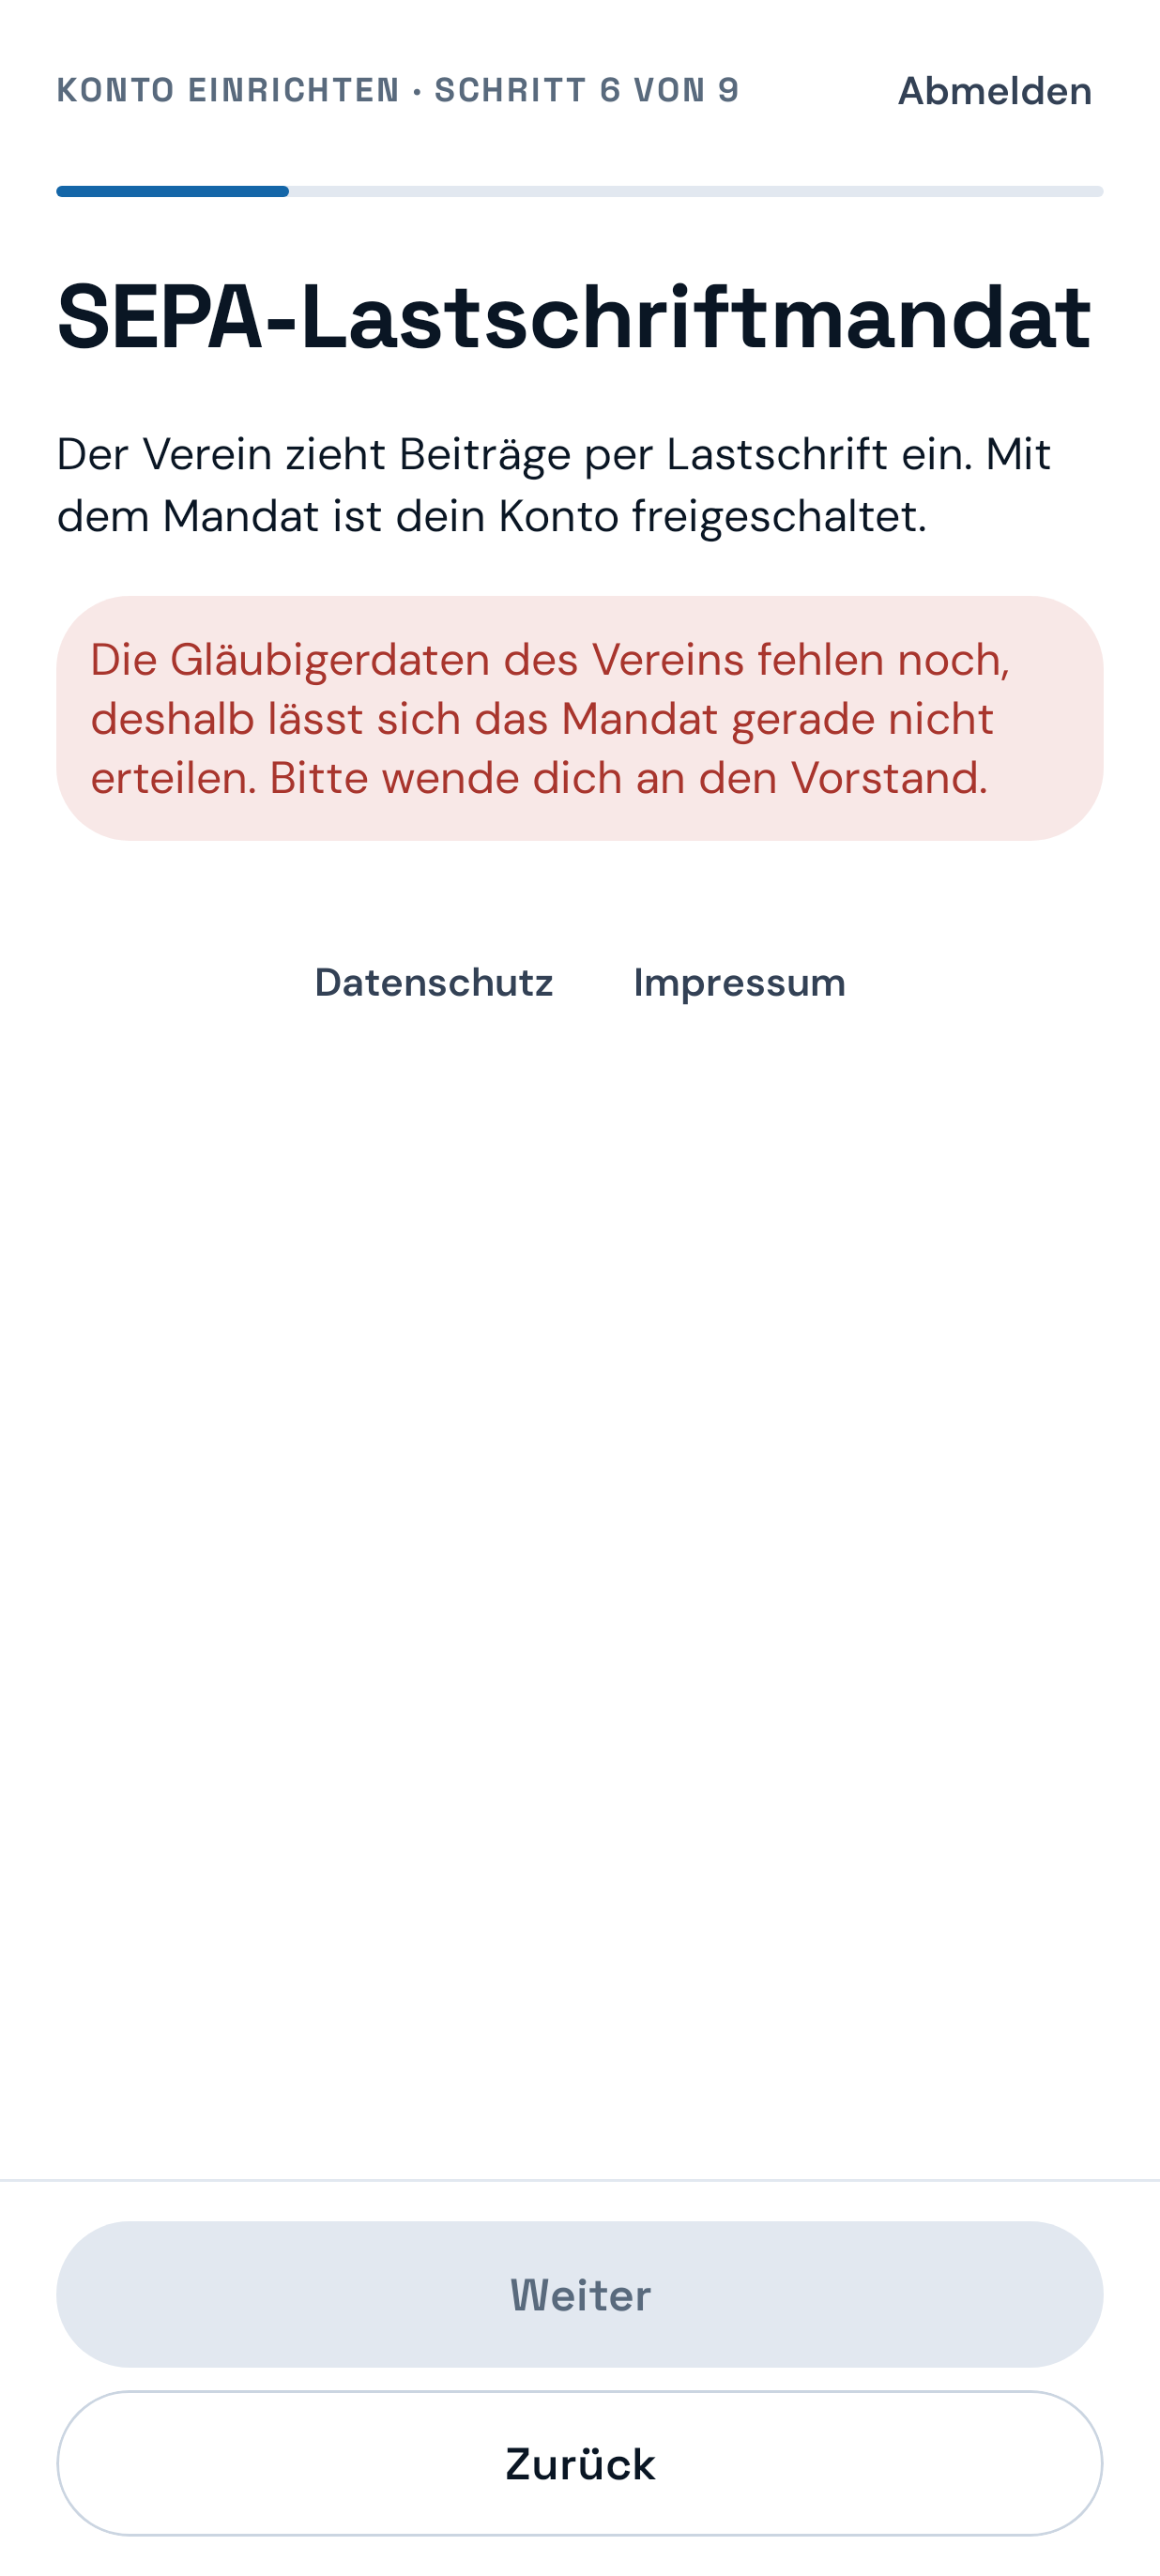 KONTO EINRICHTEN · SCHRITT 6 VON 9
Abmelden
SEPA-Lastschriftmandat
Der Verein zieht Beiträge per Lastschrift ein. Mit
dem Mandat ist dein Konto freigeschaltet.
Die Gläubigerdaten des Vereins fehlen noch,
deshalb lässt sich das Mandat gerade nicht
erteilen. Bitte wende dich an den Vorstand.
Datenschutz
Impressum
Weiter
Zurück